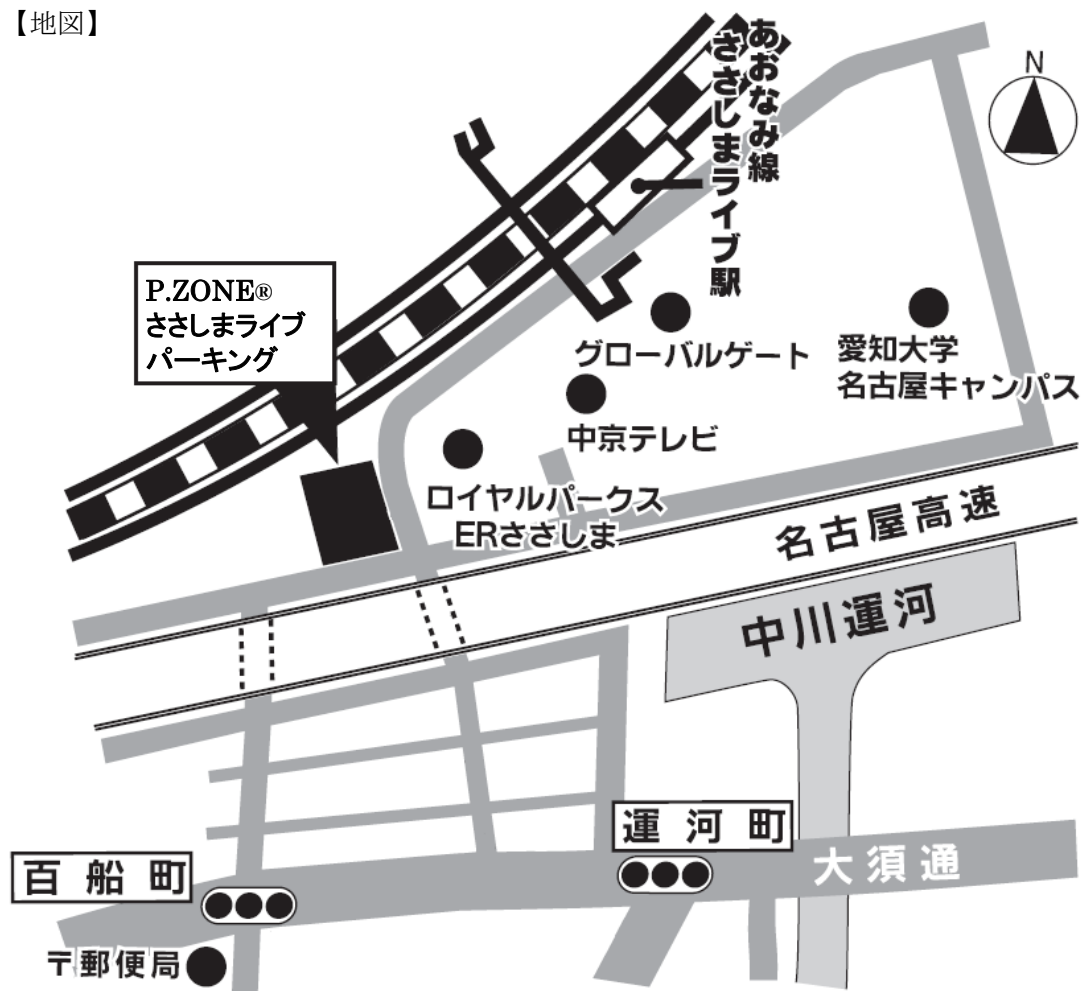 【地図】
あおなみ線
ささしまライブ駅
N
P.ZONE®
ささしまライブ
パーキング
グローバルゲート
愛知大学
名古屋キャンパス
中京テレビ
ロイヤルパークス
ERささしま
名古屋高速
中川運河
運河町
大須通
百船町
〒郵便局